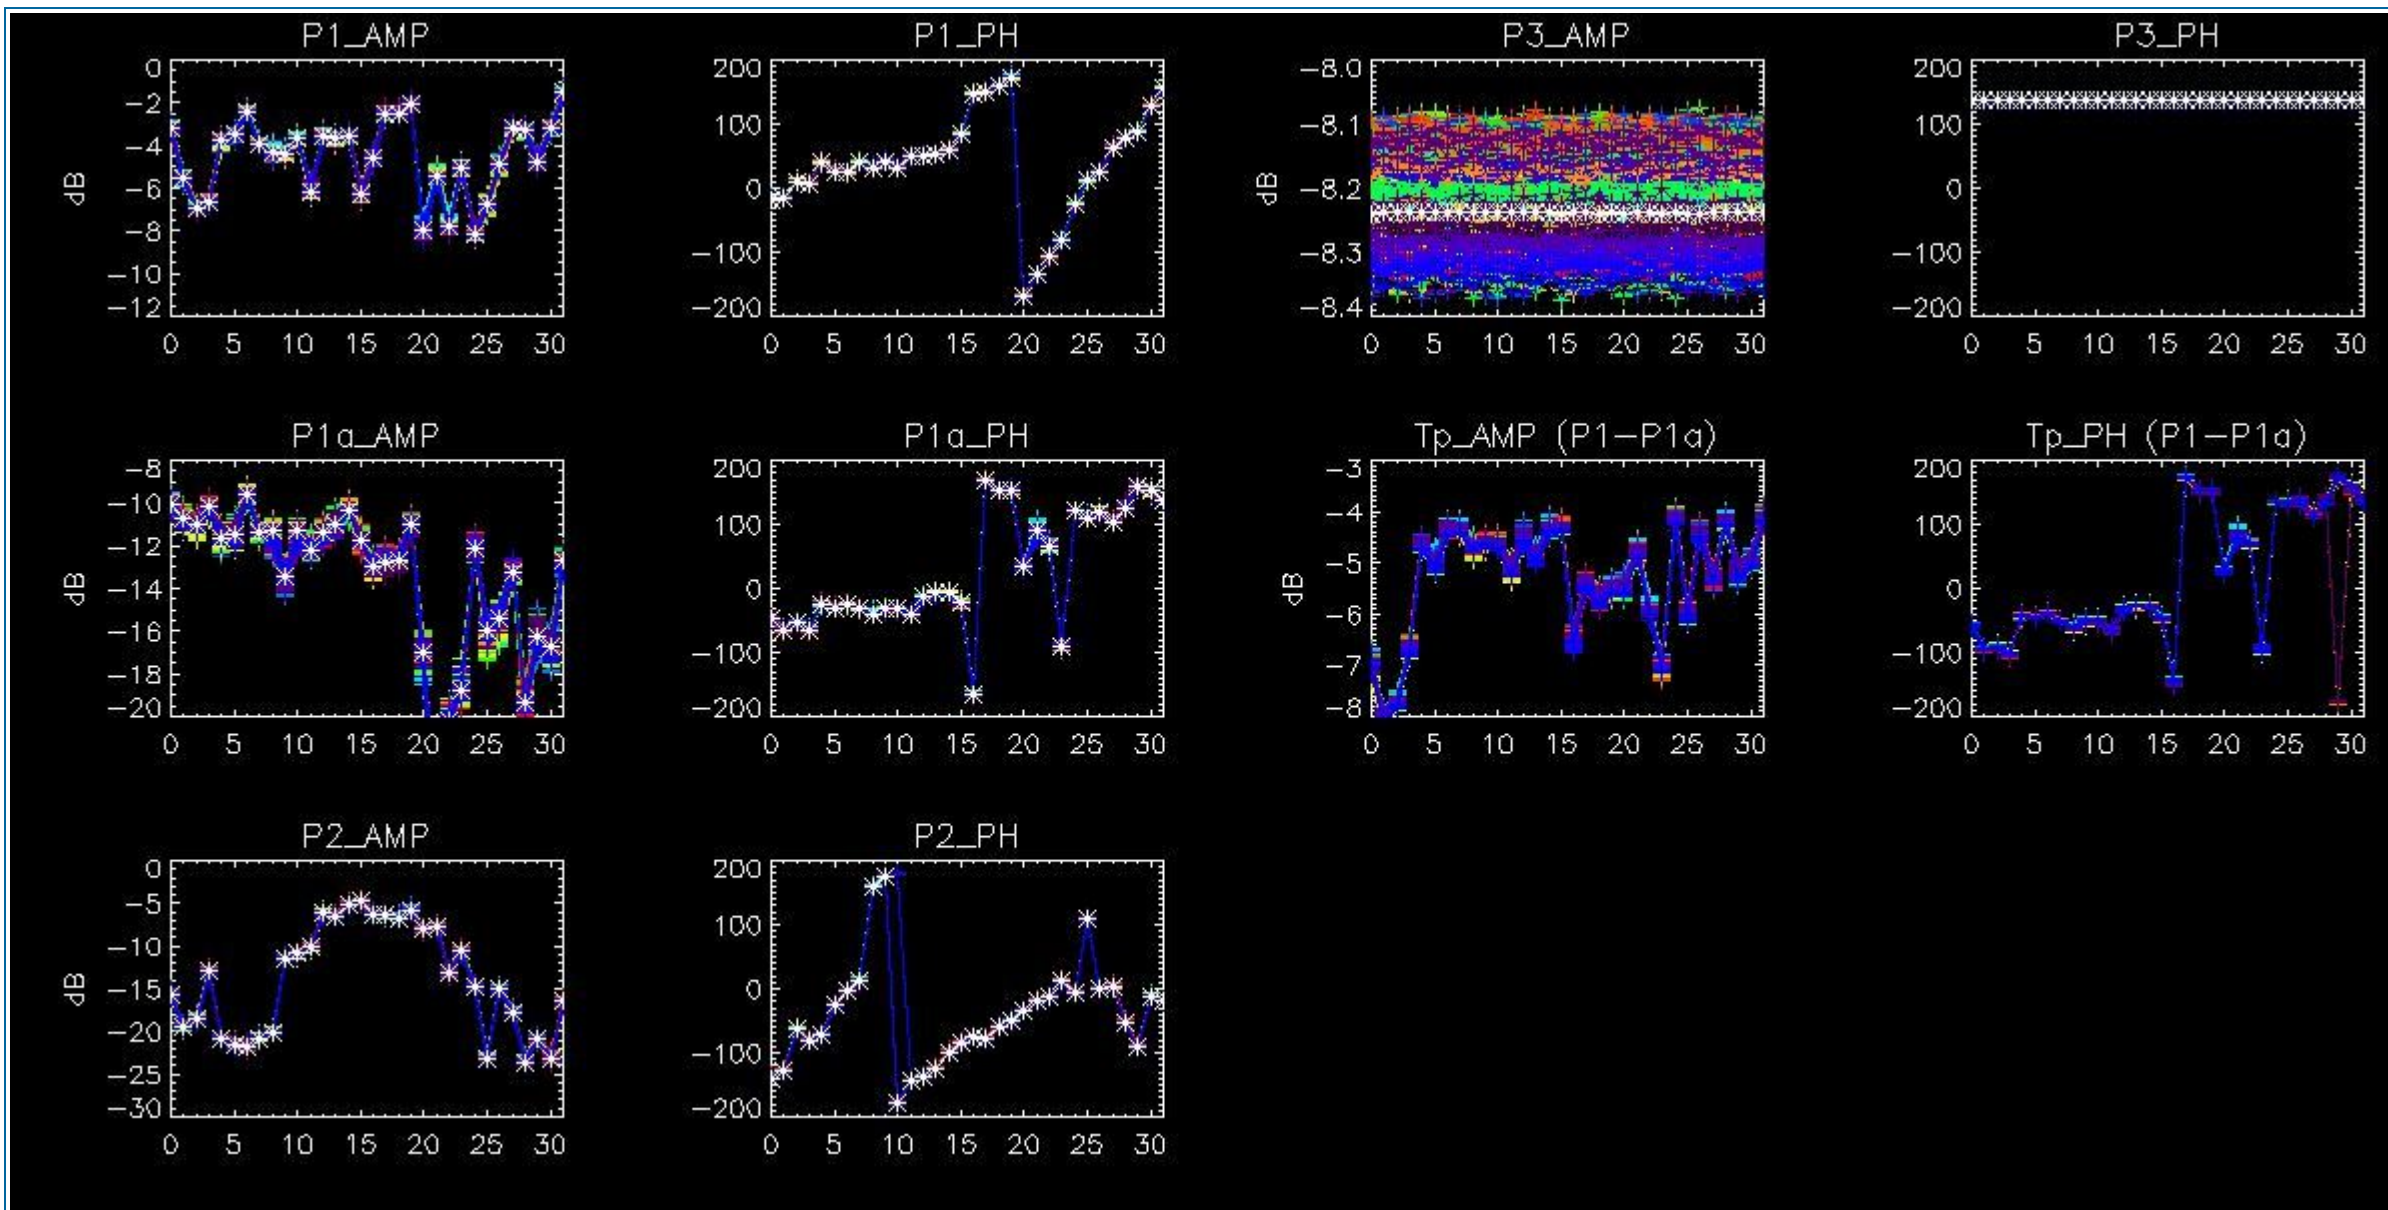 P1_AMP
0
−2
−4
−6
−8
−10
−12
dB
0 5 10 15 20 25 30
P1_PH
200
100
0
−100
−200
0 5 10 15 20 25 30
P3_AMP
−8.0
−8.1
−8.2
−8.3
−8.4
dB
0 5 10 15 20 25 30
P3_PH
200
100
0
−100
−200
0 5 10 15 20 25 30
P1a_AMP
−8
−10
−12
−14
−16
−18
−20
dB
0 5 10 15 20 25 30
P1a_PH
200
100
0
−100
−200
0 5 10 15 20 25 30
Tp_AMP (P1−P1a)
−3
−4
−5
−6
−7
−8
dB
0 5 10 15 20 25 30
Tp_PH (P1−P1a)
200
100
0
−100
−200
0 5 10 15 20 25 30
P2_AMP
0
−5
−10
−15
−20
−25
−30
dB
0 5 10 15 20 25 30
P2_PH
200
100
0
−100
−200
0 5 10 15 20 25 30